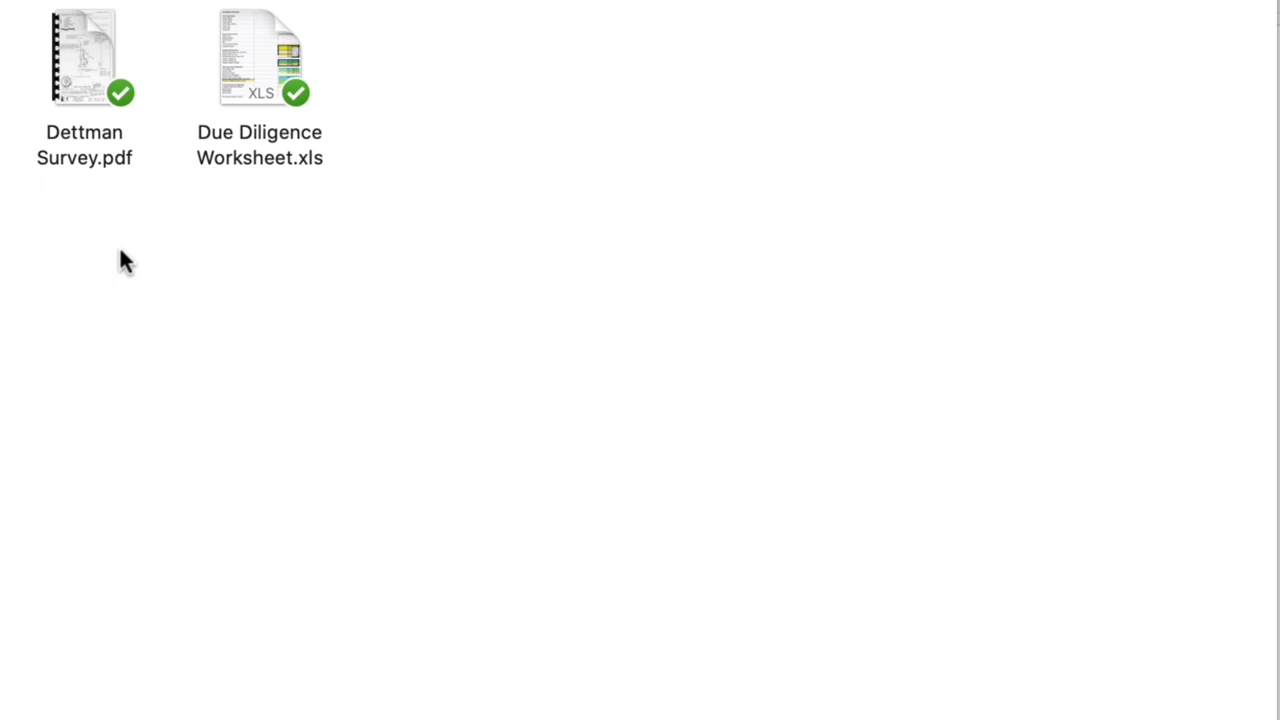 XLS
Dettman
Survey.pdf
Due Diligence
Worksheet.xls